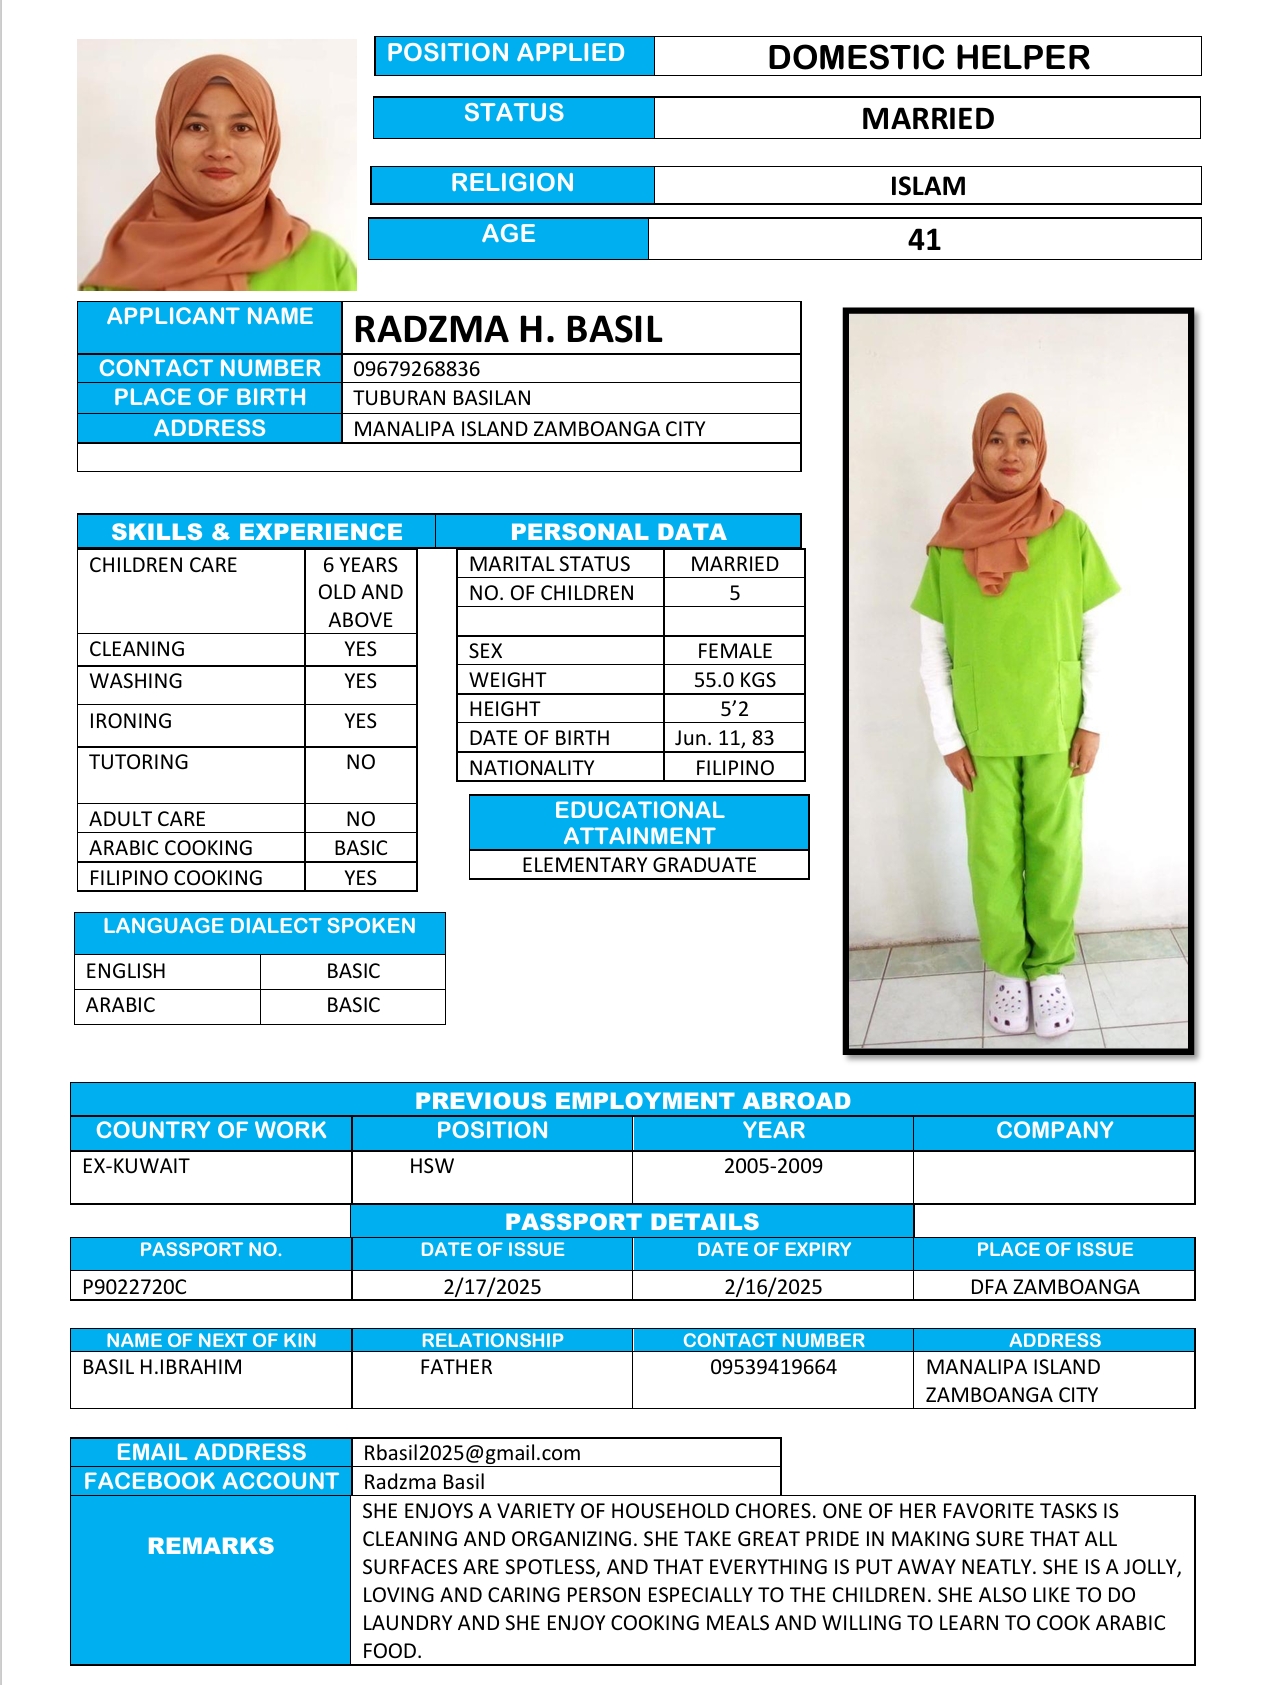 POSITION APPLIED DOMESTIC HELPER
STATUS MARRIED
RELIGION ISLAM
AGE 41
APPLICANT NAME RADZMA H. BASIL
CONTACT NUMBER 09679268836
PLACE OF BIRTH TUBURAN BASILAN
ADDRESS MANALIPA ISLAND ZAMBOANGA CITY
SKILLS & EXPERIENCE
CHILDREN CARE 6 YEARS
OLD AND
ABOVE
CLEANING YES
WASHING YES
IRONING YES
TUTORING NO
ADULT CARE NO
ARABIC COOKING BASIC
FILIPINO COOKING YES
PERSONAL DATA
MARITAL STATUS MARRIED
NO. OF CHILDREN 5
SEX FEMALE
WEIGHT 55.0 KGS
HEIGHT 5’2
DATE OF BIRTH Jun. 11, 83
NATIONALITY FILIPINO
EDUCATIONAL
ATTAINMENT
ELEMENTARY GRADUATE
LANGUAGE DIALECT SPOKEN
ENGLISH BASIC
ARABIC BASIC
PREVIOUS EMPLOYMENT ABROAD
COUNTRY OF WORK POSITION YEAR COMPANY
EX-KUWAIT HSW 2005-2009
PASSPORT DETAILS
PASSPORT NO. DATE OF ISSUE DATE OF EXPIRY PLACE OF ISSUE
P9022720C 2/17/2025 2/16/2025 DFA ZAMBOANGA
NAME OF NEXT OF KIN RELATIONSHIP CONTACT NUMBER ADDRESS
BASIL H.IBRAHIM FATHER 09539419664 MANALIPA ISLAND
ZAMBOANGA CITY
EMAIL ADDRESS Rbasil2025@gmail.com
FACEBOOK ACCOUNT Radzma Basil
REMARKS
SHE ENJOYS A VARIETY OF HOUSEHOLD CHORES. ONE OF HER FAVORITE TASKS IS
CLEANING AND ORGANIZING. SHE TAKE GREAT PRIDE IN MAKING SURE THAT ALL
SURFACES ARE SPOTLESS, AND THAT EVERYTHING IS PUT AWAY NEATLY. SHE IS A JOLLY,
LOVING AND CARING PERSON ESPECIALLY TO THE CHILDREN. SHE ALSO LIKE TO DO
LAUNDRY AND SHE ENJOY COOKING MEALS AND WILLING TO LEARN TO COOK ARABIC
FOOD.